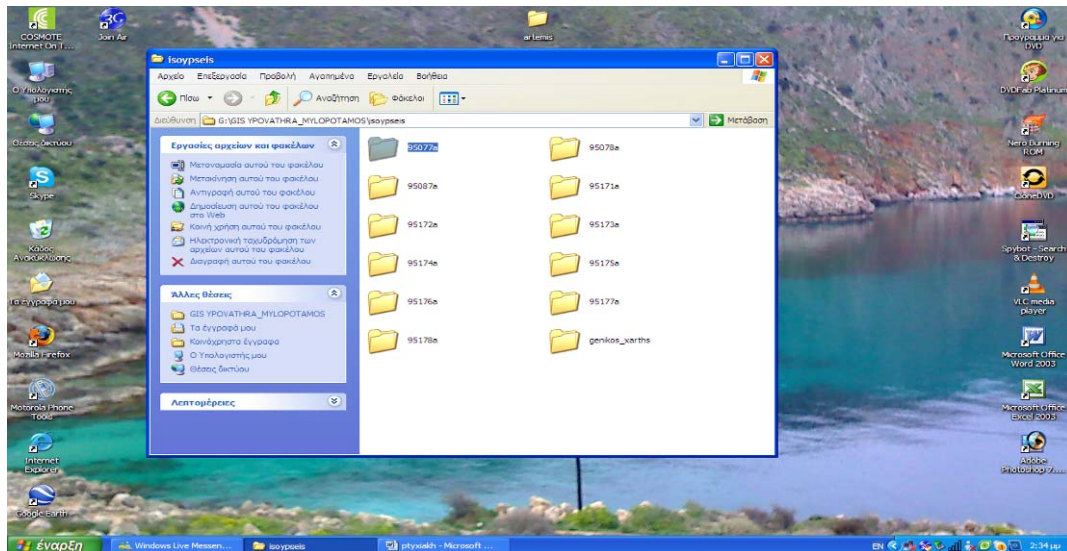 COSMOTE
Internet On T...
Join Air
Ο Υπολογιστής
μου
Θέσεις δικτύου
Skype
Κάδος
Ανακύκλωσης
Τα έγγραφά μου
Mozilla Firefox
Motorola Phone
Tools
Internet
Explorer
Google Earth
artemis
isoypseis
Αρχείο Επεξεργασία Προβολή Αγαπημένα Εργαλεία Βοήθεια
Πίσω Αναζήτηση Φάκελοι
Διεύθυνση G:\GIS YPOVATHRA_MYLOPOTAMOS\isoypseis Μετάβαση
Εργασίες αρχείων και φακέλων
Μετονομασία αυτού του φακέλου
Μετακίνηση αυτού του φακέλου
Αντιγραφή αυτού του φακέλου
Δημοσίευση αυτού του φακέλου
στο Web
Κοινή χρήση αυτού του φακέλου
Ηλεκτρονική ταχυδρόμηση των
αρχείων αυτού του φακέλου
Διαγραφή αυτού του φακέλου
Άλλες θέσεις
GIS YPOVATHRA_MYLOPOTAMOS
Τα έγγραφά μου
Κοινόχρηστα έγγραφα
Ο Υπολογιστής μου
Θέσεις δικτύου
Λεπτομέρειες
95077a 95078a
95087a 95171a
95172a 95173a
95174a 95175a
95176a 95177a
95178a genikos_xarths
Πρόγραμμα για
DVD
DVDFab Platinum
Nero Burning
ROM
CloneDVD
Spybot - Search
& Destroy
VLC media
player
Microsoft Office
Word 2003
Microsoft Office
Excel 2003
Adobe
Photoshop 7....
έναρξη Windows Live Messen... isoypseis ptyxiakh - Microsoft ... EN 2:34 μμ